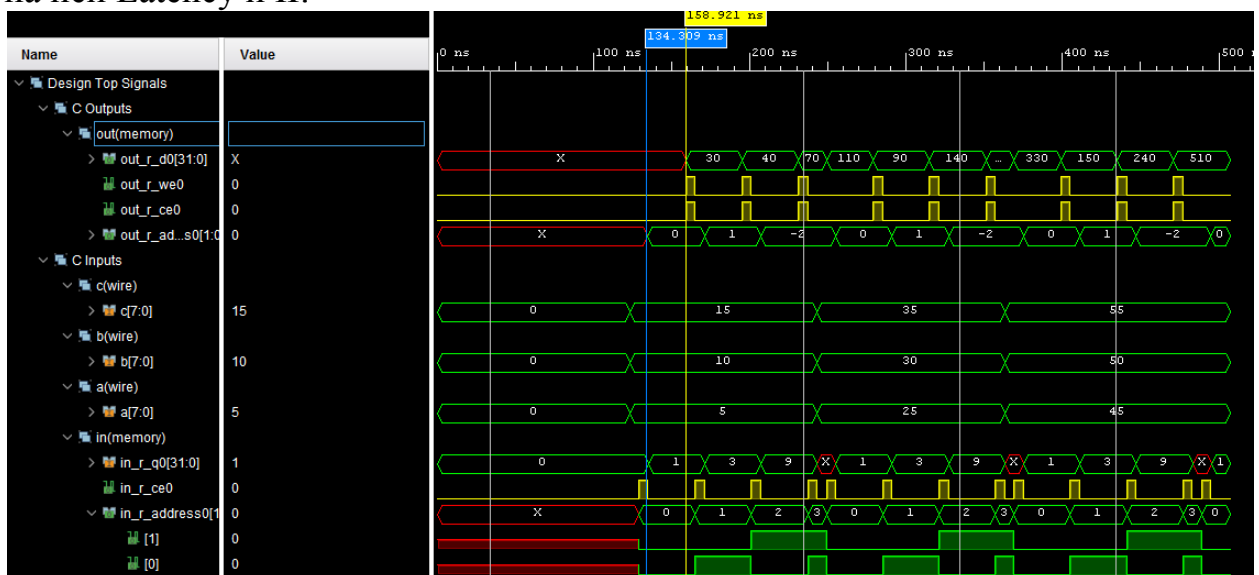 на ней Latency и II.
158.921 ns
134.309 ns
Name Value 0 ns 100 ns 200 ns 300 ns 400 ns 500
Design Top Signals
C Outputs
out(memory)
out_r_d0[31:0] X X 30 40 70 110 90 140 ... 330 150 240 510
out_r_we0 0
out_r_ce0 0
out_r_ad...s0[1:0 0 X 0 1 -2 0 1 -2 0 1 -2 0
C Inputs
c(wire)
c[7:0] 15 0 15 35 55
b(wire)
b[7:0] 10 0 10 30 50
a(wire)
a[7:0] 5 0 5 25 45
in(memory)
in_r_q0[31:0] 1 0 1 3 9 X 1 3 9 X 1 3 9 X 1
in_r_ce0 0
in_r_address0[1 0 X 0 1 2 3 0 1 2 3 0 1 2 3 0
[1] 0
[0] 0